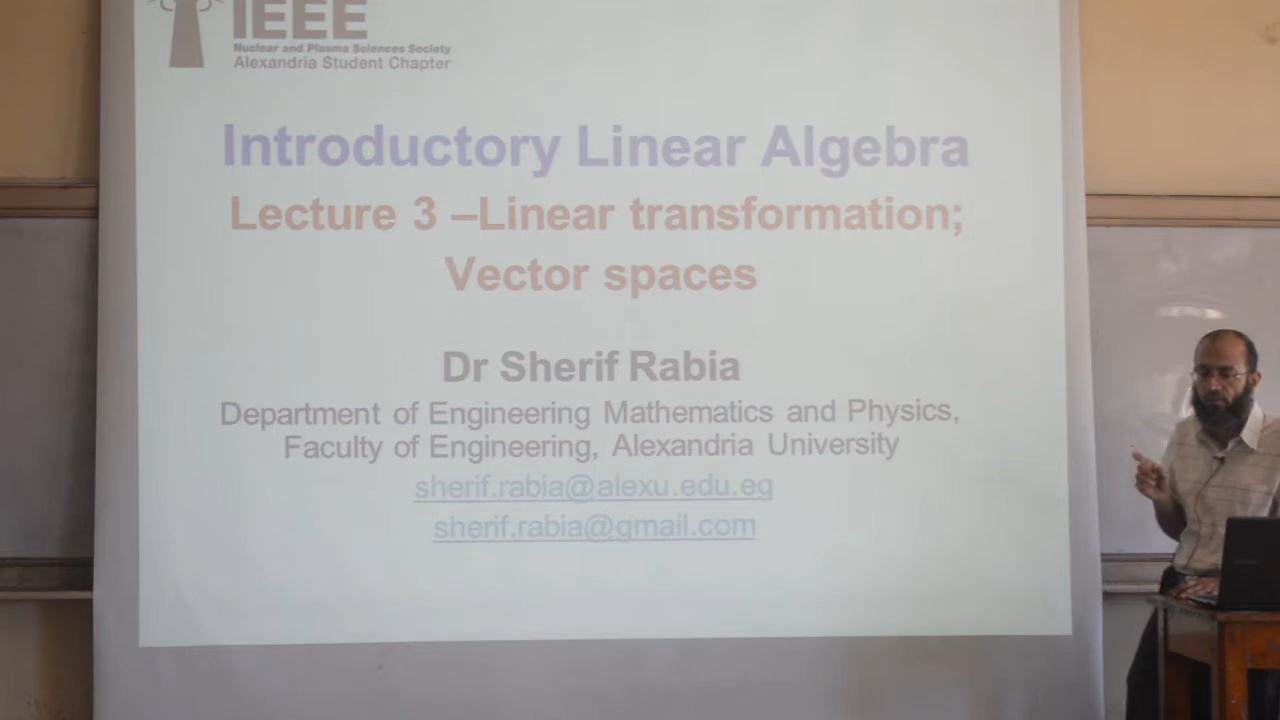 IEEE
Nuclear and Plasma Sciences Society
Alexandria Student Chapter
Introductory Linear Algebra
Lecture 3 –Linear transformation;
Vector spaces
Dr Sherif Rabia
Department of Engineering Mathematics and Physics,
Faculty of Engineering, Alexandria University
sherif.rabia@alexu.edu.eg
sherif.rabia@gmail.com